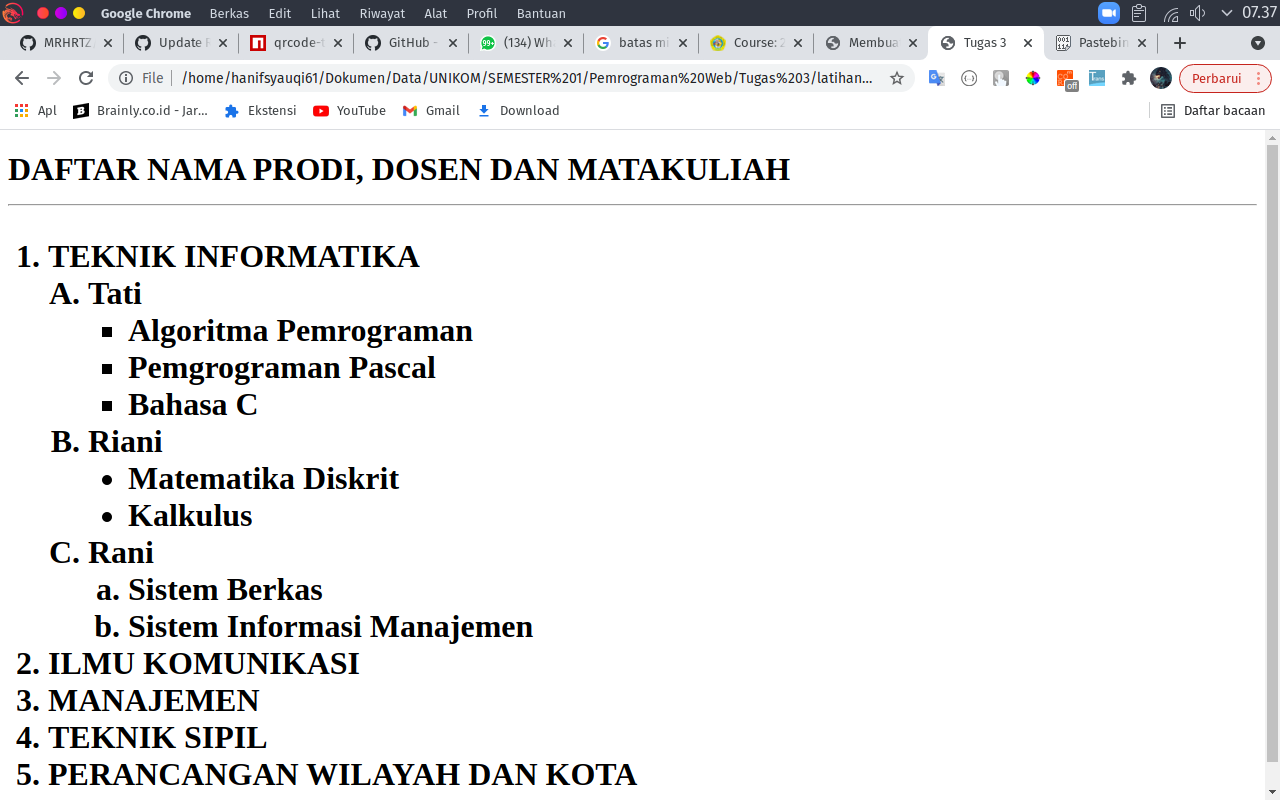 Google Chrome Berkas Edit Lihat Riwayat Alat Profil Bantuan 07.37
MRHRTZ Update qrcode-t GitHub - (134) Wh batas mi Course: 2 Membua Tugas 3 Pastebin
File /home/hanifsyauqi61/Dokumen/Data/UNIKOM/SEMESTER%201/Pemrograman%20Web/Tugas%203/latihan... off Perbarui
Apl Brainly.co.id - Jar... Ekstensi YouTube Gmail Download Daftar bacaan
DAFTAR NAMA PRODI, DOSEN DAN MATAKULIAH
1. TEKNIK INFORMATIKA
A. Tati
▪ Algoritma Pemrograman
▪ Pemgrograman Pascal
▪ Bahasa C
B. Riani
• Matematika Diskrit
• Kalkulus
C. Rani
a. Sistem Berkas
b. Sistem Informasi Manajemen
2. ILMU KOMUNIKASI
3. MANAJEMEN
4. TEKNIK SIPIL
5. PERANCANGAN WILAYAH DAN KOTA